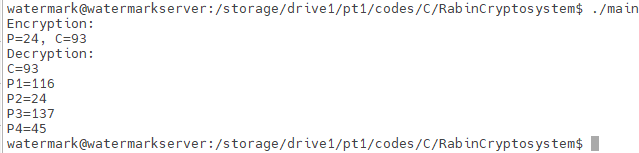 watermark@watermarkserver:/storage/drive1/pt1/codes/C/RabinCryptosystem$ ./main
Encryption:
P=24, C=93
Decryption:
C=93
P1=116
P2=24
P3=137
P4=45
watermark@watermarkserver:/storage/drive1/pt1/codes/C/RabinCryptosystem$